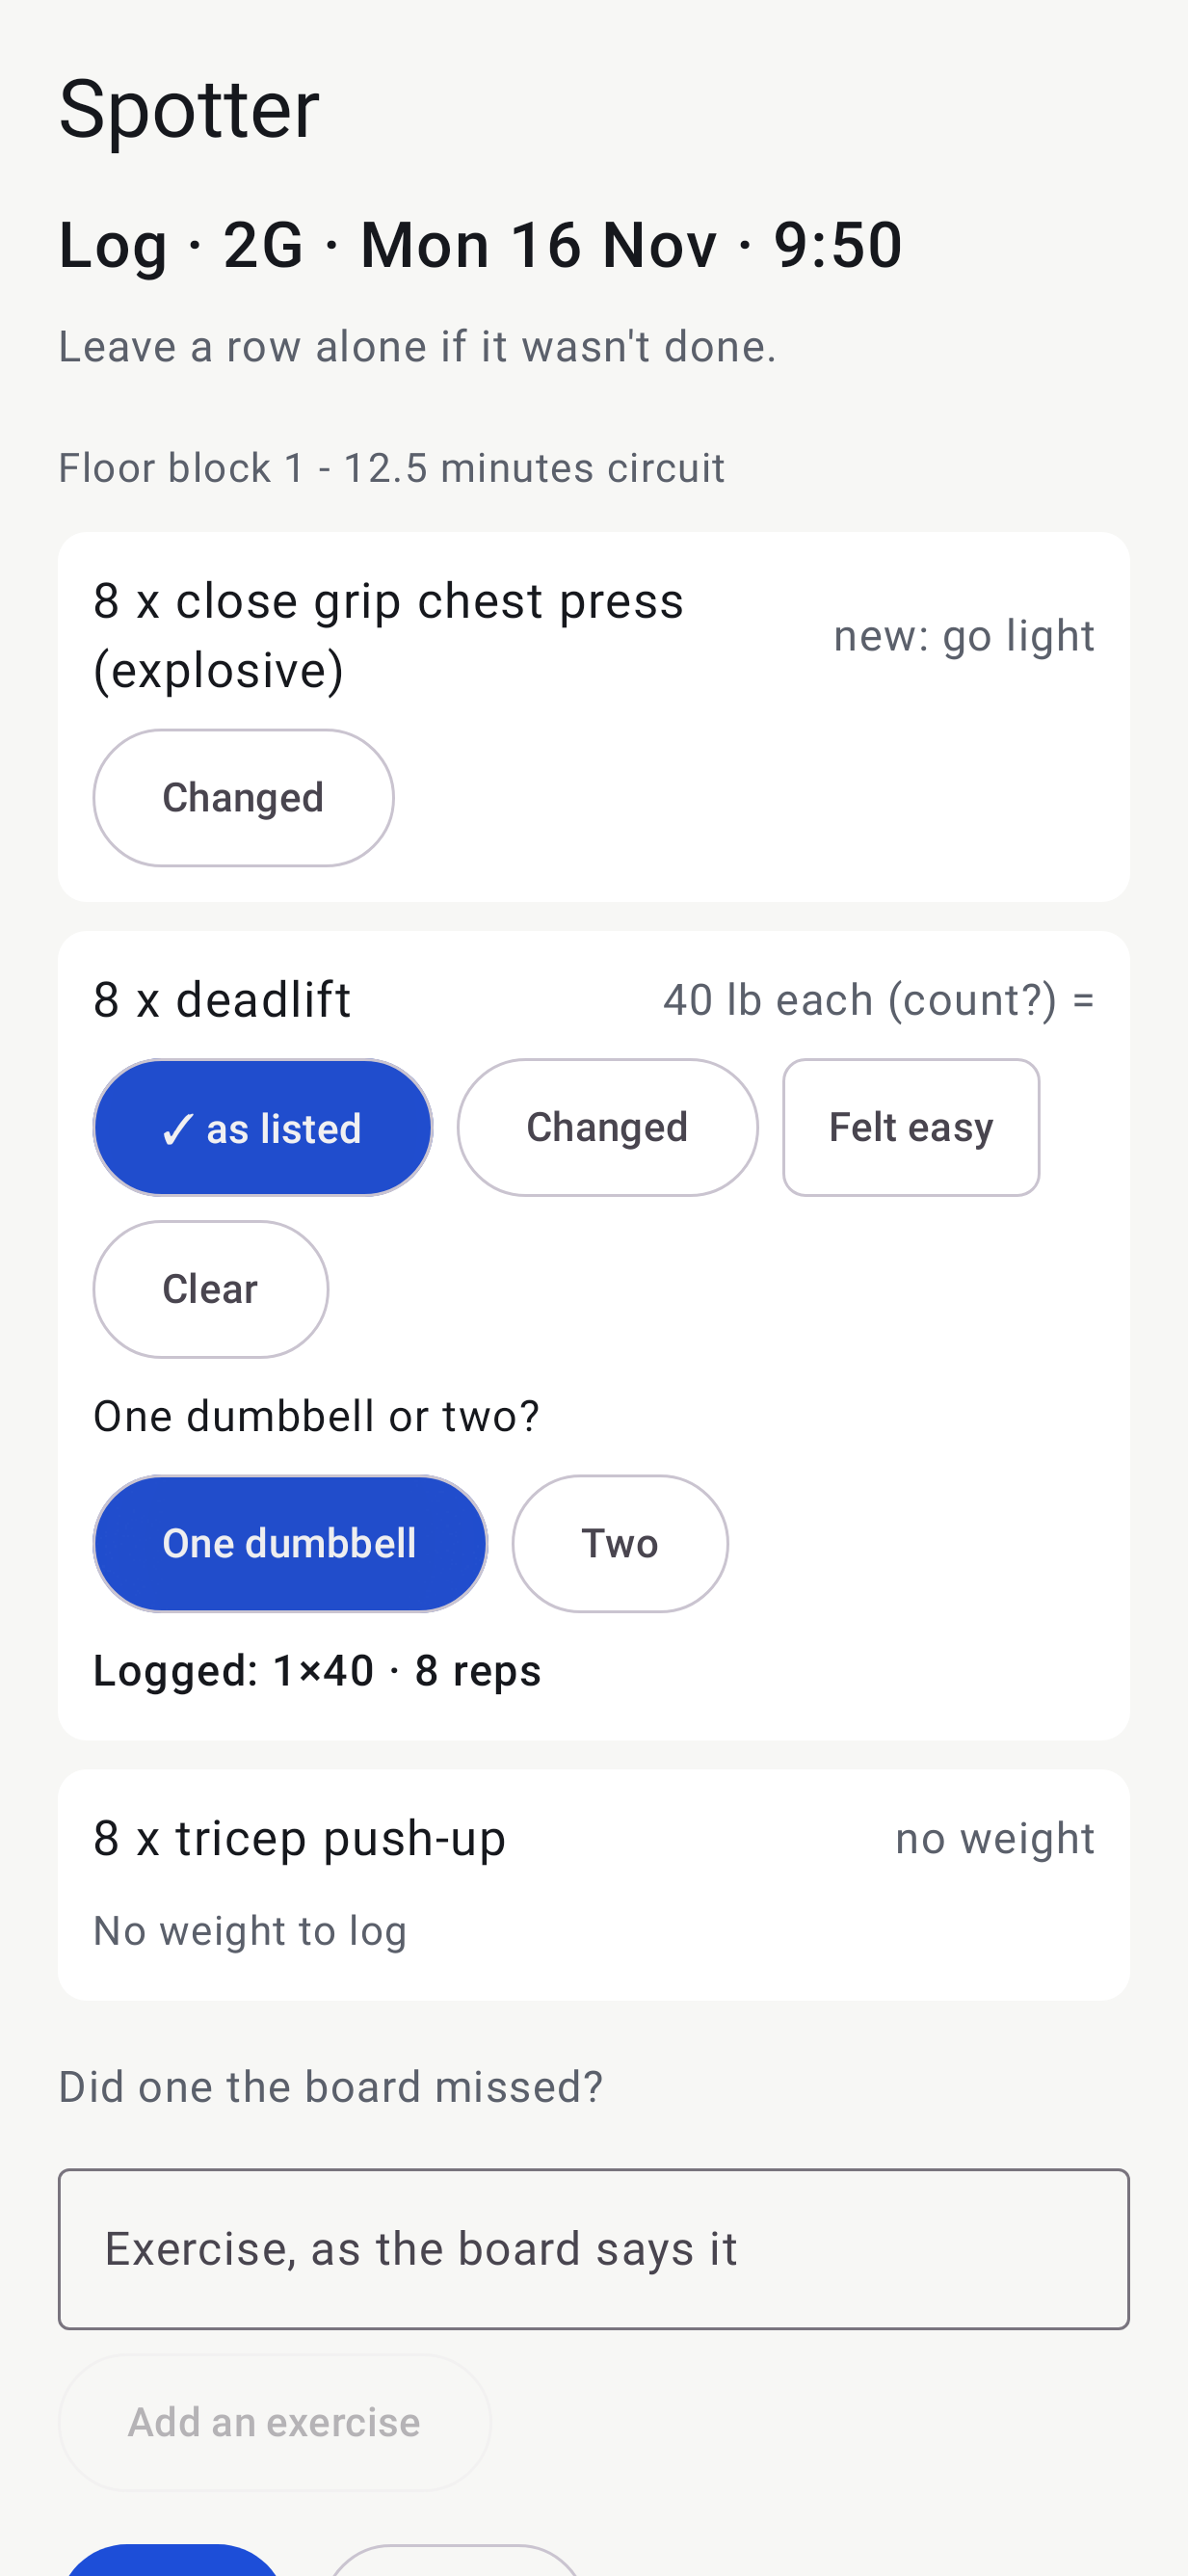 Spotter
Log · 2G · Mon 16 Nov · 9:50
Leave a row alone if it wasn't done.
Floor block 1 - 12.5 minutes circuit
8 x close grip chest press
(explosive)
new: go light
Changed
8 x deadlift
40 lb each (count?) =
✓ as listed
Changed
Felt easy
Clear
One dumbbell or two?
One dumbbell
Two
Logged: 1×40 · 8 reps
8 x tricep push-up
no weight
No weight to log
Did one the board missed?
Exercise, as the board says it
Add an exercise